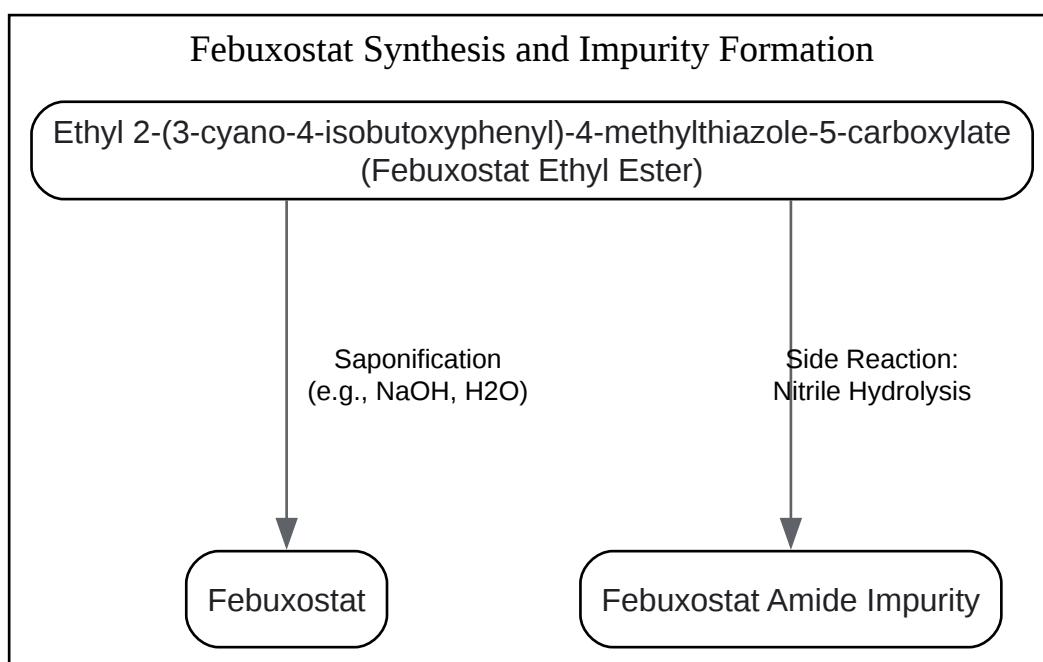 Febuxostat Synthesis and Impurity Formation
Ethyl 2-(3-cyano-4-isobutoxyphenyl)-4-methylthiazole-5-carboxylate
(Febuxostat Ethyl Ester)
Saponification
(e.g., NaOH, H2O)
Side Reaction:
Nitrile Hydrolysis
Febuxostat
Febuxostat Amide Impurity